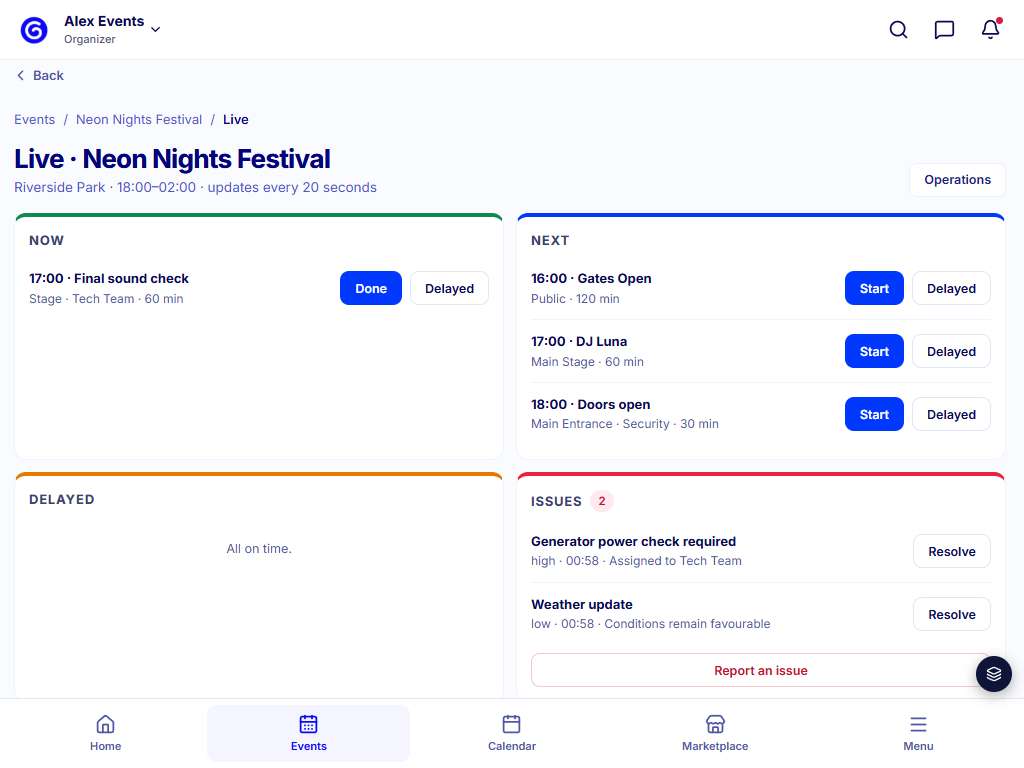 Alex Events
Organizer
Back
Events / Neon Nights Festival / Live
Live · Neon Nights Festival
Riverside Park · 18:00–02:00 · updates every 20 seconds
Operations
NOW
17:00 · Final sound check
Stage · Tech Team · 60 min
Done
Delayed
NEXT
16:00 · Gates Open
Public · 120 min
Start
Delayed
17:00 · DJ Luna
Main Stage · 60 min
Start
Delayed
18:00 · Doors open
Main Entrance · Security · 30 min
Start
Delayed
DELAYED
All on time.
ISSUES 2
Generator power check required
high · 00:58 · Assigned to Tech Team
Resolve
Weather update
low · 00:58 · Conditions remain favourable
Resolve
Report an issue
Home
Events
Calendar
Marketplace
Menu